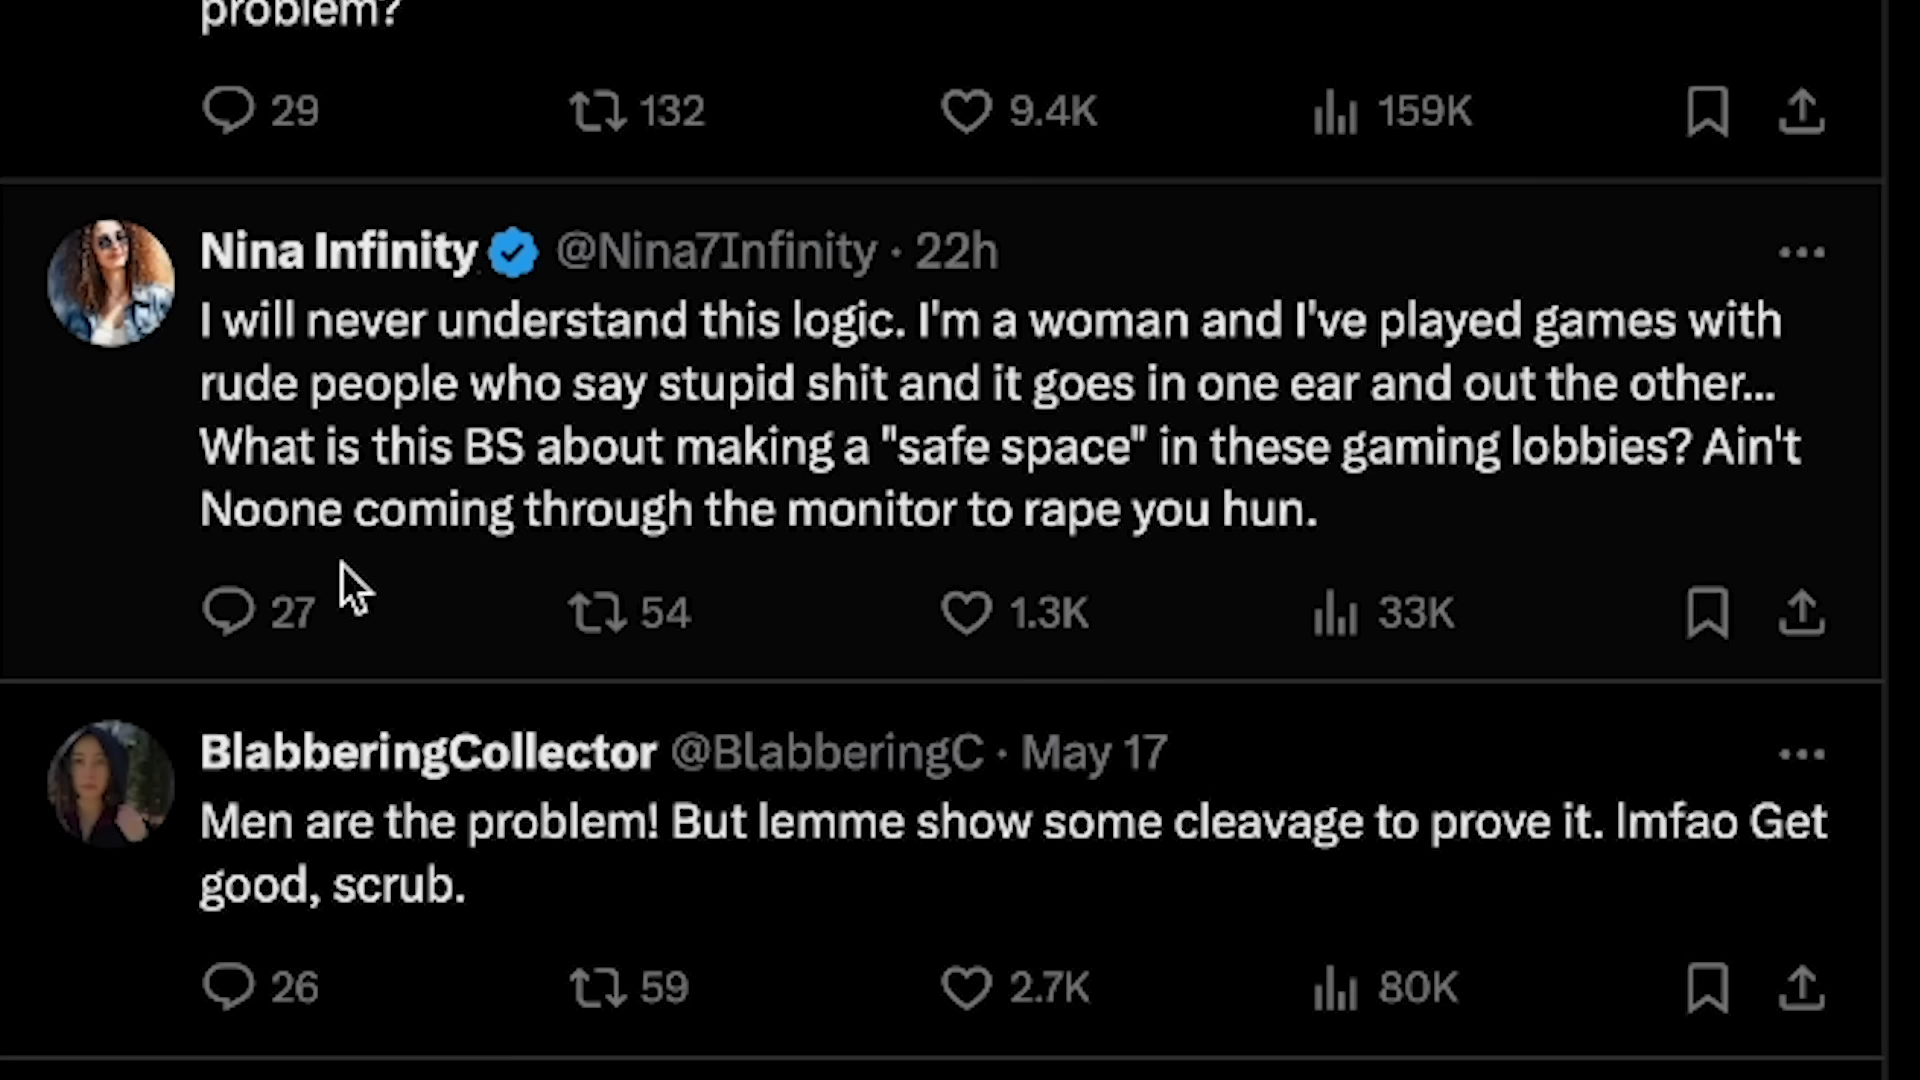 problem?
29 132 9.4K 159K
Nina Infinity @Nina7Infinity · 22h
I will never understand this logic. I'm a woman and I've played games with
rude people who say stupid shit and it goes in one ear and out the other...
What is this BS about making a "safe space" in these gaming lobbies? Ain't
Noone coming through the monitor to rape you hun.
27 54 1.3K 33K
BlabberingCollector @BlabberingC · May 17
Men are the problem! But lemme show some cleavage to prove it. lmfao Get
good, scrub.
26 59 2.7K 80K